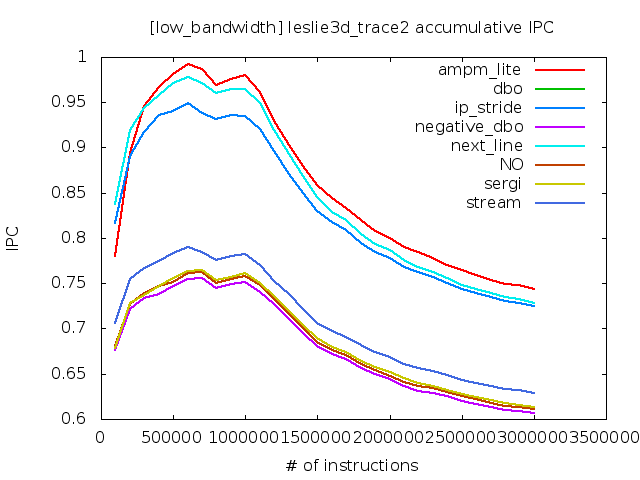 [low_bandwidth] leslie3d_trace2 accumulative IPC
1
0.95
0.9
0.85
0.8
0.75
0.7
0.65
0.6
IPC
ampm_lite
dbo
ip_stride
negative_dbo
next_line
NO
sergi
stream
0 500000 1000000 1500000 2000000 2500000 3000000 3500000
# of instructions